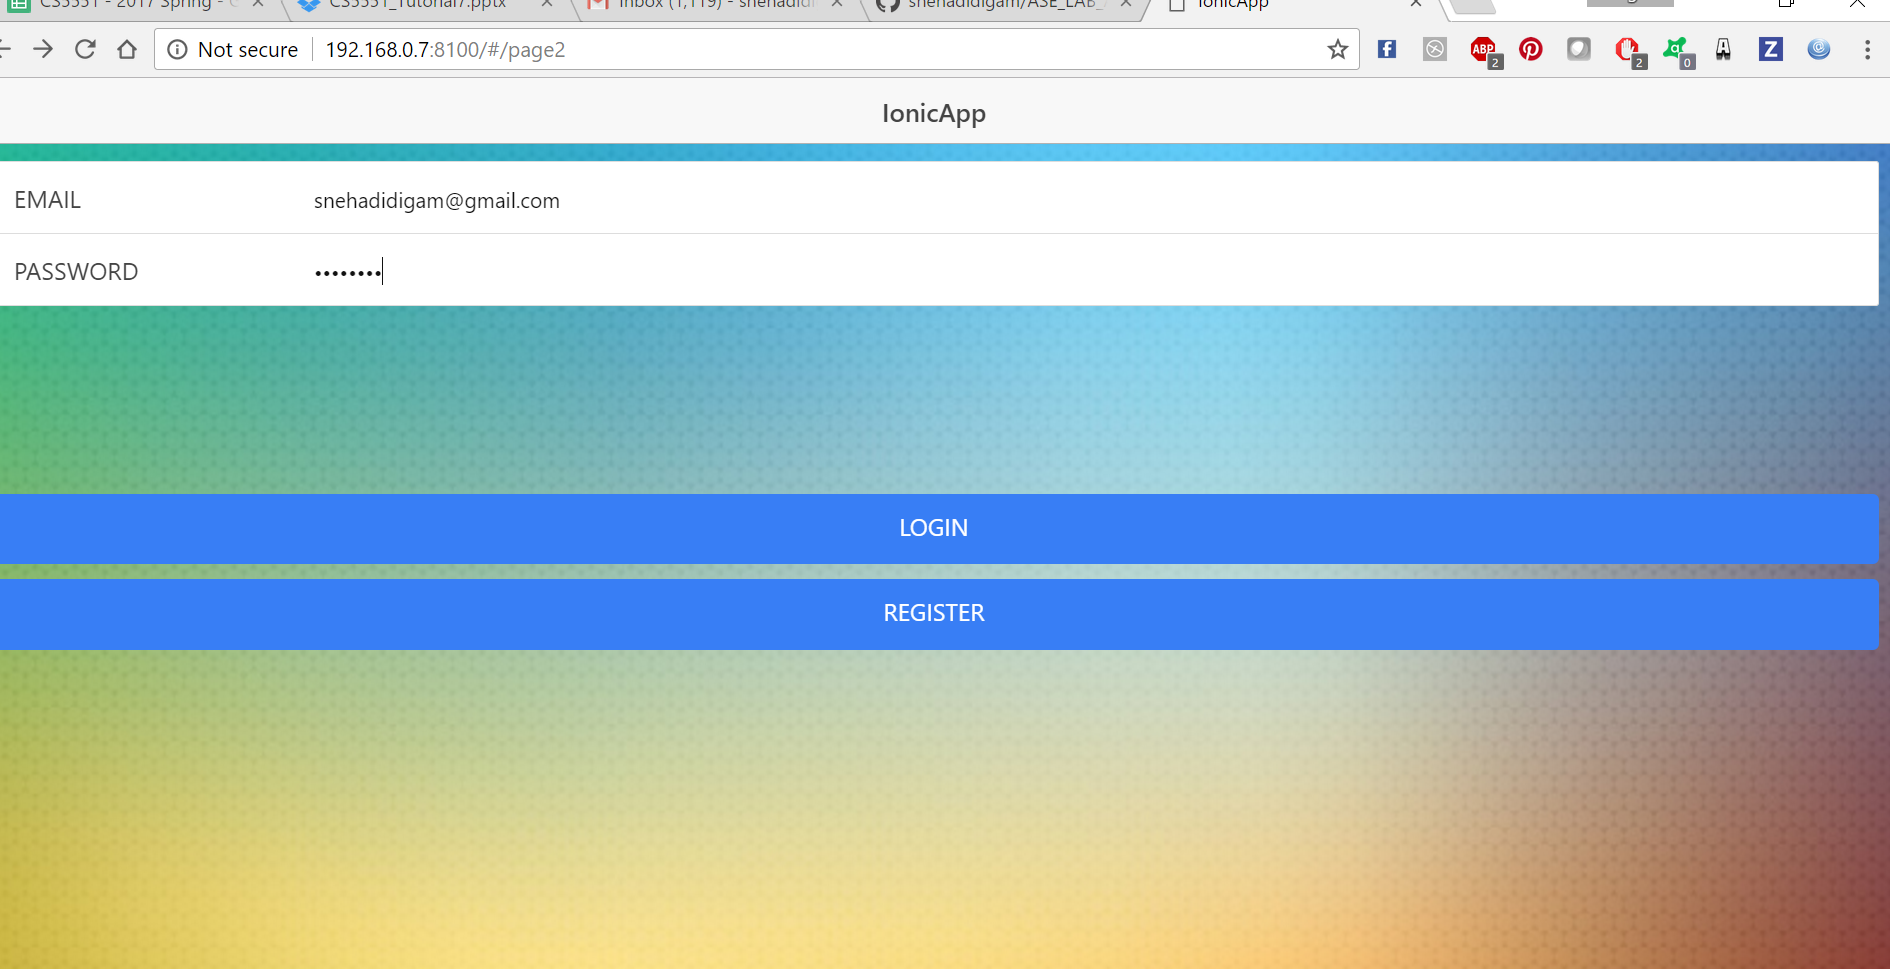 CS5551 - 2017 Spring - CS5551_Tutorial7.pptx Inbox (1,119) - snehadidi snehadidigam/ASE_LAB_ IonicApp
Not secure 192.168.0.7:8100/#/page2
ABP 2 2 a 0 A Z @
IonicApp
EMAIL snehadidigam@gmail.com
PASSWORD ••••••••
LOGIN
REGISTER